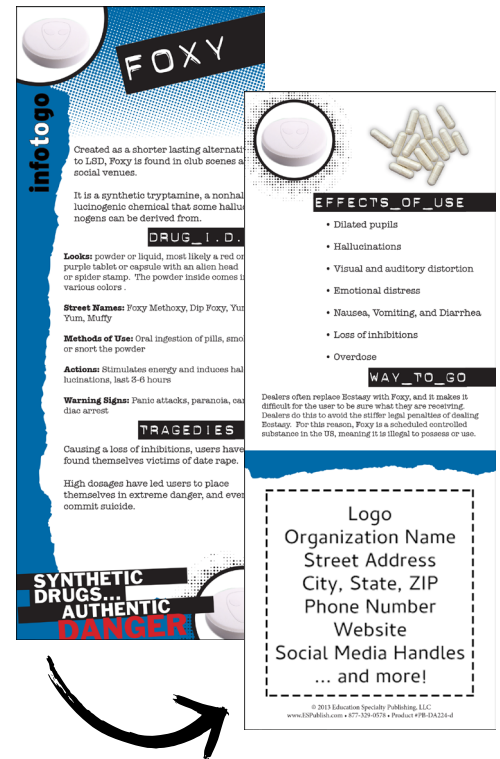 FOXY
infotogo
Created as a shorter lasting alternati
to LSD, Foxy is found in club scenes a
social venues.
It is a synthetic tryptamine, a nonhal
lucinogenic chemical that some halluc
nogens can be derived from.
DRUG_I.D.
Looks: powder or liquid, most likely a red or
purple tablet or capsule with an alien head
or spider stamp. The powder inside comes i
various colors .
Street Names: Foxy Methoxy, Dip Foxy, Yu
Yum, Muffy
Methods of Use: Oral ingestion of pills, smo
or snort the powder
Actions: Stimulates energy and induces hal
lucinations, last 3-6 hours
Warning Signs: Panic attacks, paranoia, car
diac arrest
TRAGEDIES
Causing a loss of inhibitions, users have
found themselves victims of date rape.
High dosages have led users to place
themselves in extreme danger, and even
commit suicide.
SYNTHETIC
DRUGS...
AUTHENTIC
DANGER
EFFECTS_OF_USE
• Dilated pupils
• Hallucinations
• Visual and auditory distortion
• Emotional distress
• Nausea, Vomiting, and Diarrhea
• Loss of inhibitions
• Overdose
WAY_TO_GO
Dealers often replace Ecstasy with Foxy, and it makes it
difficult for the user to be sure what they are receiving.
Dealers do this to avoid the stiffer legal penalties of dealing
Ecstasy. For this reason, Foxy is a scheduled controlled
substance in the US, meaning it is illegal to possess or use.
Logo
Organization Name
Street Address
City, State, ZIP
Phone Number
Website
Social Media Handles
... and more!
© 2013 Education Specialty Publishing, LLC
www.ESPublish.com • 877-329-0578 • Product #PB-DA224-d